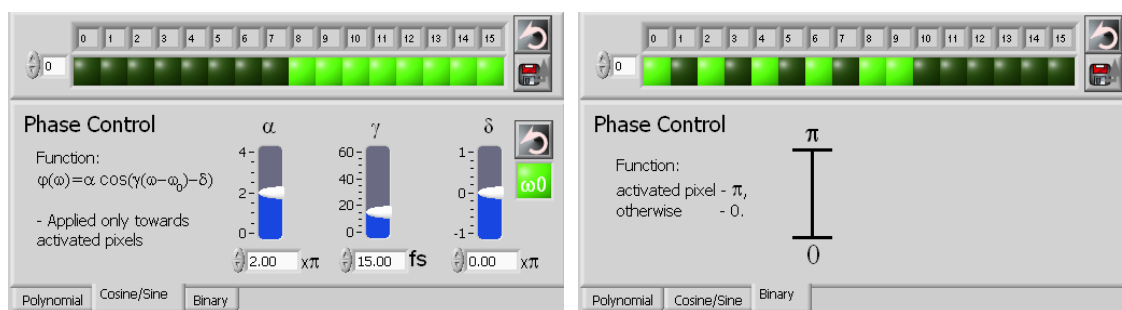 0 1 2 3 4 5 6 7 8 9 10 11 12 13 14 15
0
Phase Control
Function:
φ(ω)=α cos(γ(ω-ω0)-δ)
- Applied only towards
activated pixels
α γ δ
4- 60- 1-
40-
2- 0-
20-
0- 0- -1-
ω0
2.00 xπ 15.00 fs 0.00 xπ
Polynomial Cosine/Sine Binary
0 1 2 3 4 5 6 7 8 9 10 11 12 13 14 15
0
Phase Control
Function:
activated pixel - π,
otherwise - 0.
π
0
Polynomial Cosine/Sine Binary